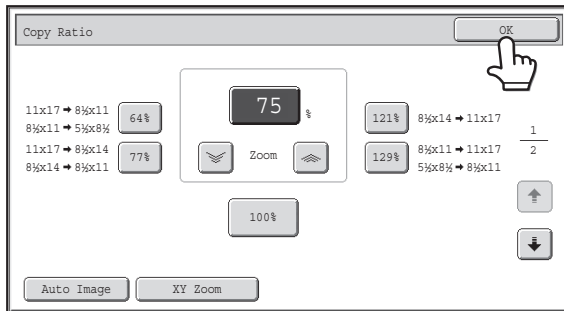 Copy Ratio
OK
11x17 ➡ 8½x11
8½x11 ➡ 5½x8½
64%
11x17 ➡ 8½x14
8½x14 ➡ 8½x11
77%
75 %
Zoom
100%
121%
8½x14 ➡ 11x17
129%
8½x11 ➡ 11x17
5½x8½ ➡ 8½x11
1
2
Auto Image
XY Zoom